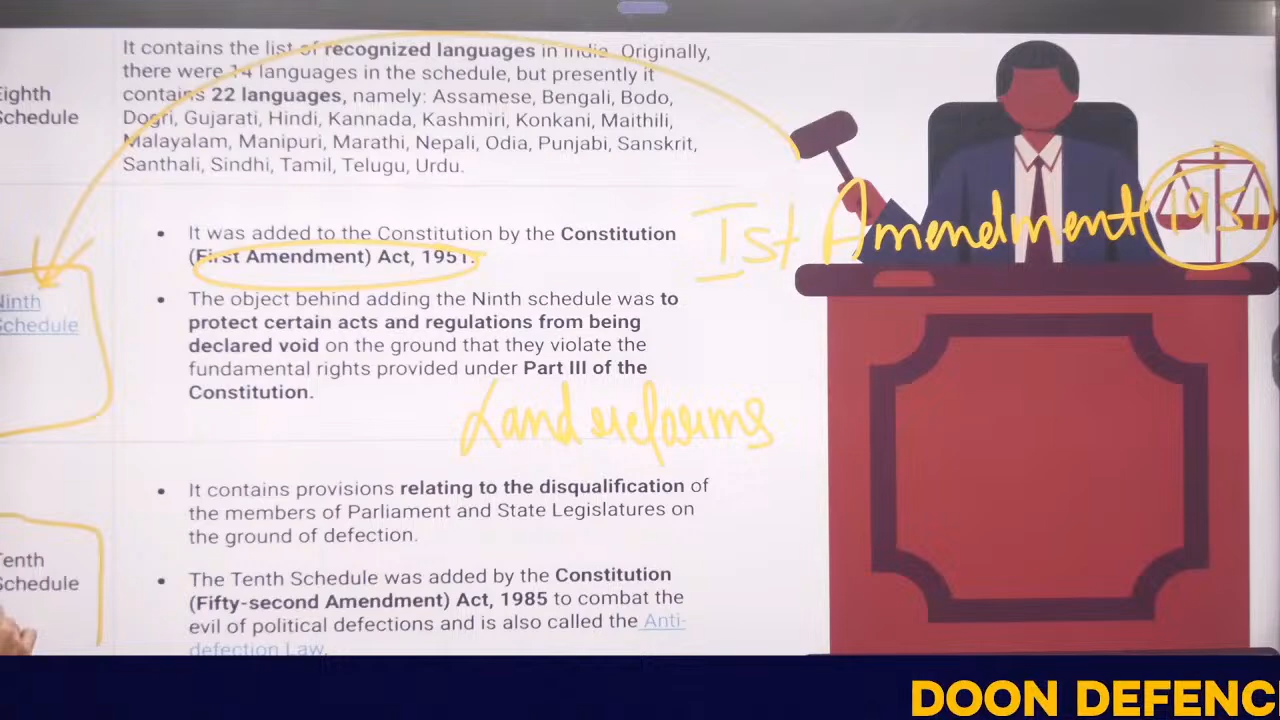 It contains the list of recognized languages in India. Originally,
there were 14 languages in the schedule, but presently it
Eighth
Schedule
contains 22 languages, namely: Assamese, Bengali, Bodo,
Dogri, Gujarati, Hindi, Kannada, Kashmiri, Konkani, Maithili,
Malayalam, Manipuri, Marathi, Nepali, Odia, Punjabi, Sanskrit,
Santhali, Sindhi, Tamil, Telugu, Urdu.
Ninth
Schedule
• It was added to the Constitution by the Constitution
(First Amendment) Act, 1951.
Ist Amendment 1951
• The object behind adding the Ninth schedule was to
protect certain acts and regulations from being
declared void on the ground that they violate the
fundamental rights provided under Part III of the
Constitution.
Land reforms
Tenth
Schedule
• It contains provisions relating to the disqualification of
the members of Parliament and State Legislatures on
the ground of defection.
• The Tenth Schedule was added by the Constitution
(Fifty-second Amendment) Act, 1985 to combat the
evil of political defections and is also called the Anti-
defection Law.
DOON DEFENC